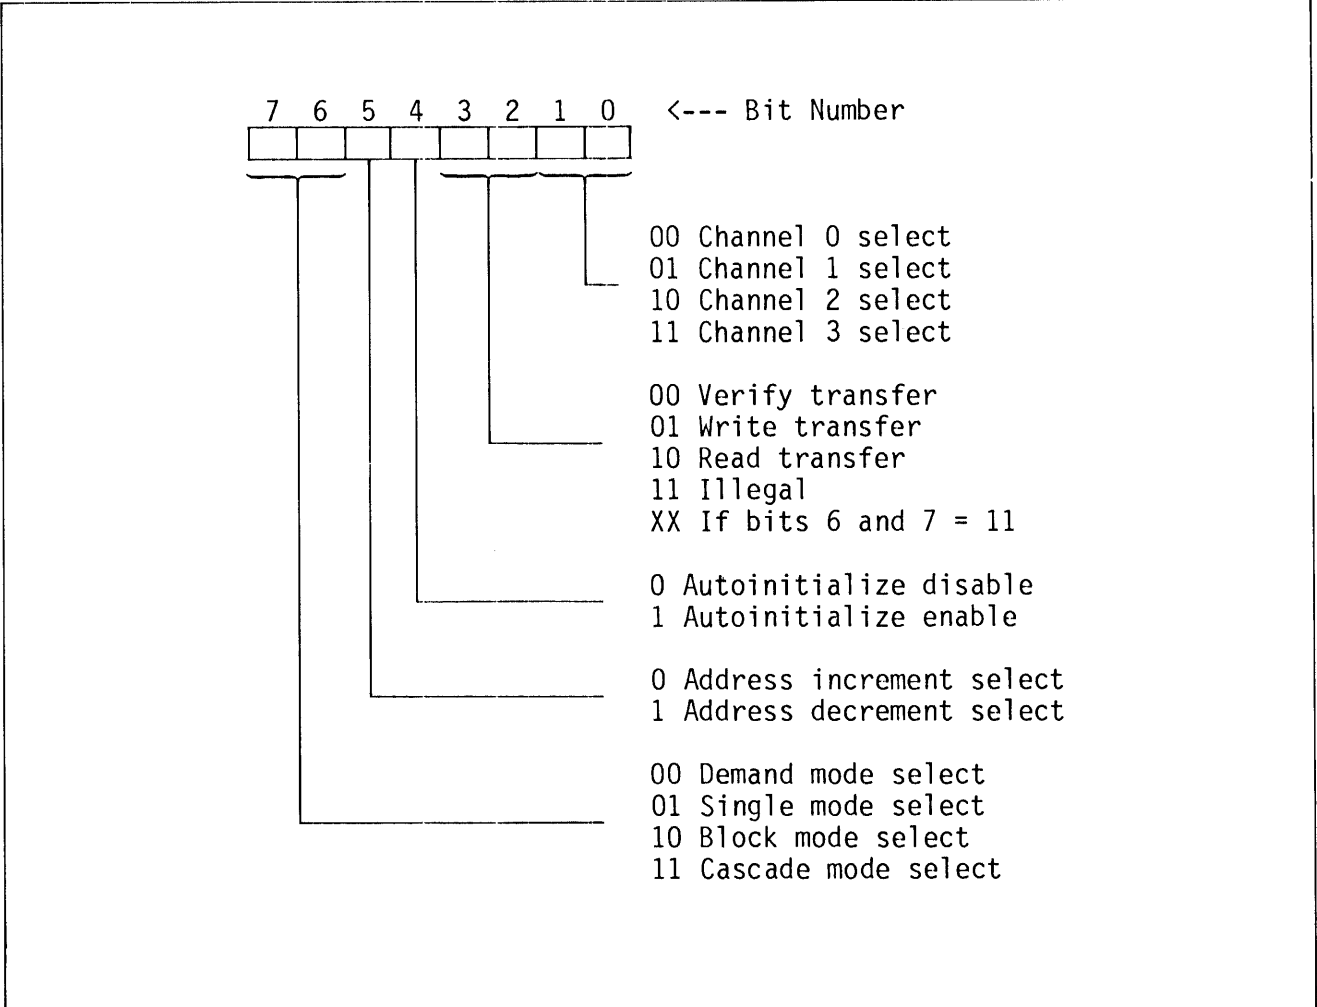 7 6 5 4 3 2 1 0 <--- Bit Number
00 Channel 0 select
01 Channel 1 select
10 Channel 2 select
11 Channel 3 select
00 Verify transfer
01 Write transfer
10 Read transfer
11 Illegal
XX If bits 6 and 7 = 11
0 Autoinitialize disable
1 Autoinitialize enable
0 Address increment select
1 Address decrement select
00 Demand mode select
01 Single mode select
10 Block mode select
11 Cascade mode select